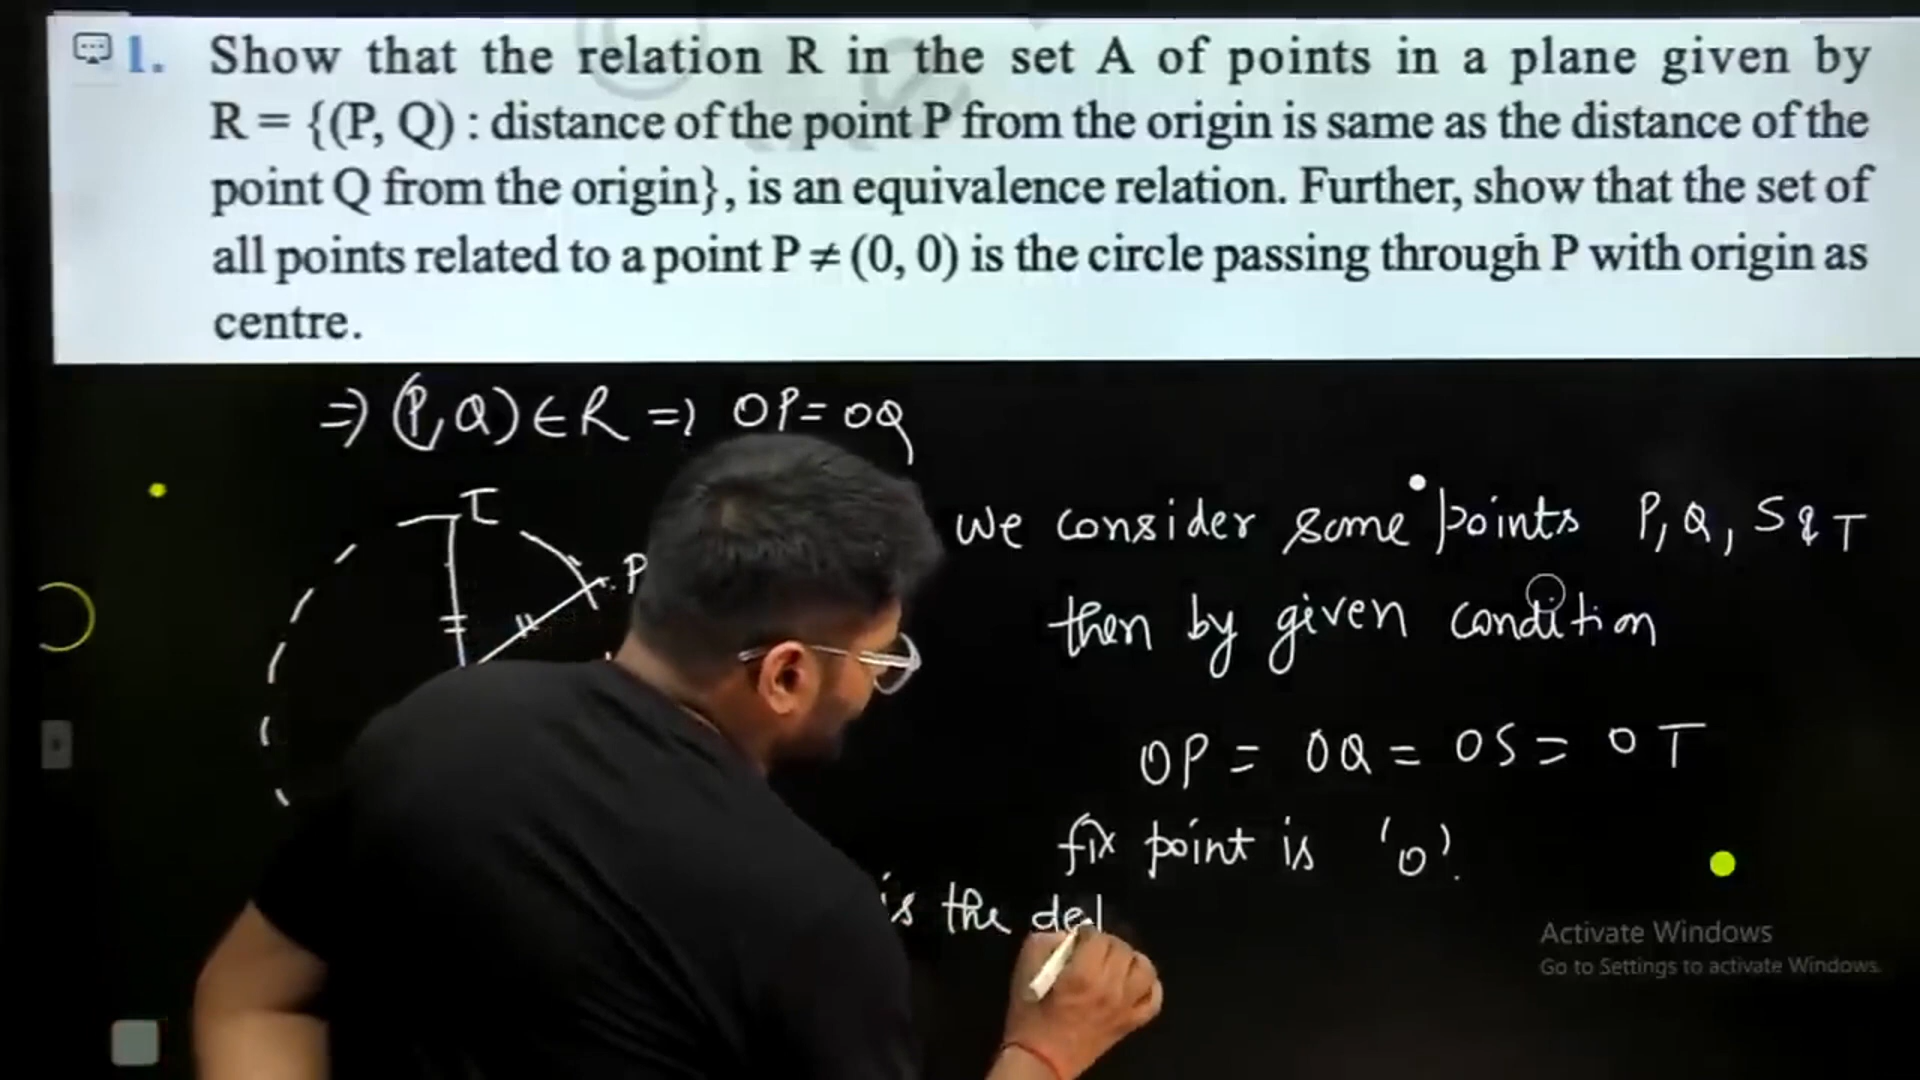 1. Show that the relation R in the set A of points in a plane given by
R = {(P, Q) : distance of the point P from the origin is same as the distance of the
point Q from the origin}, is an equivalence relation. Further, show that the set of
all points related to a point P ≠ (0, 0) is the circle passing through P with origin as
centre.
⇒ (P, Q) ∈ R ⇒ OP = OQ
T
P
We consider some points P, Q, S & T
then by given condition
OP = OQ = OS = OT
fix point is 'O'.
is the
Activate Windows
Go to Settings to activate Windows.